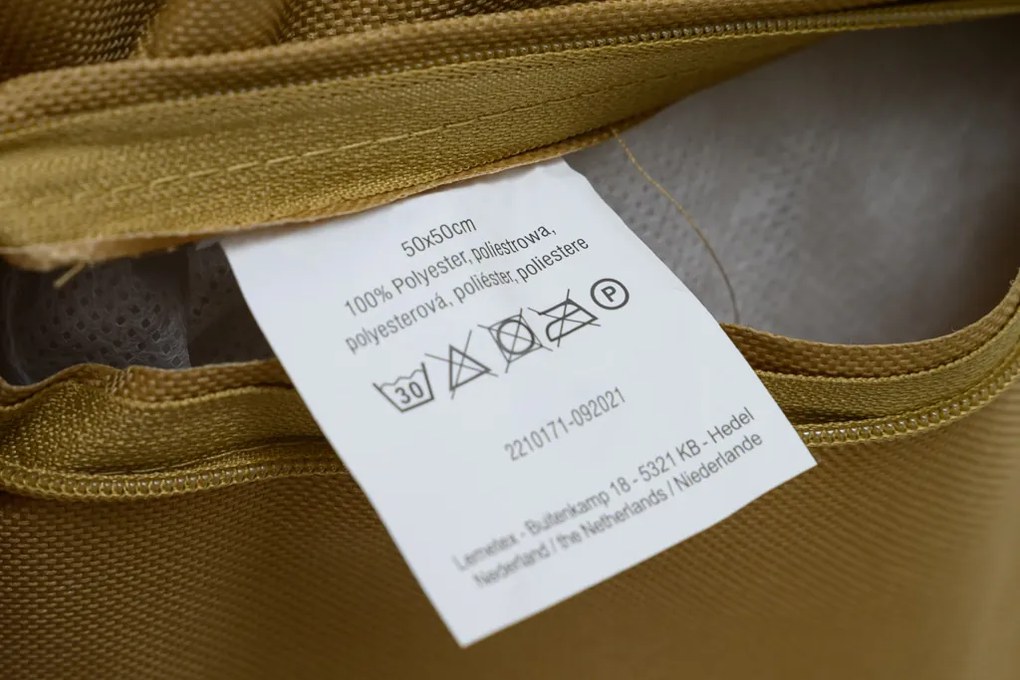 50x50cm
100% Polyester, poliestrowa,
polyesterová, poliéster, poliestere
30 P
2210171-092021
Lemetex - Buitenkamp 18 - 5321 KB - Hedel
Nederland / the Netherlands / Niederlande